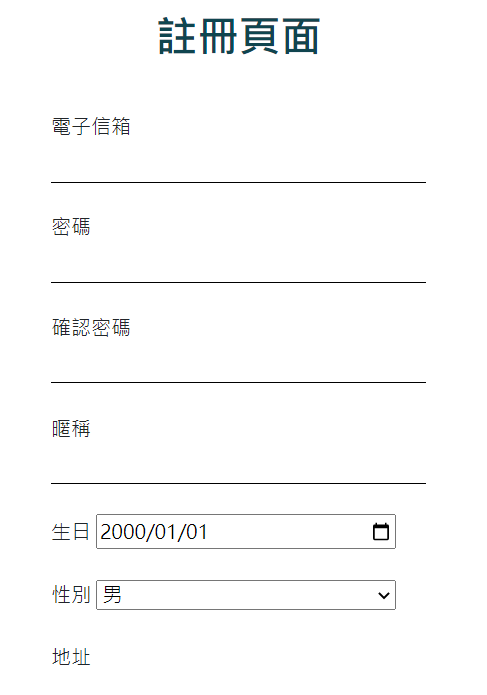 註冊頁面
電子信箱
密碼
確認密碼
暱稱
生日 2000/01/01
性別 男
地址